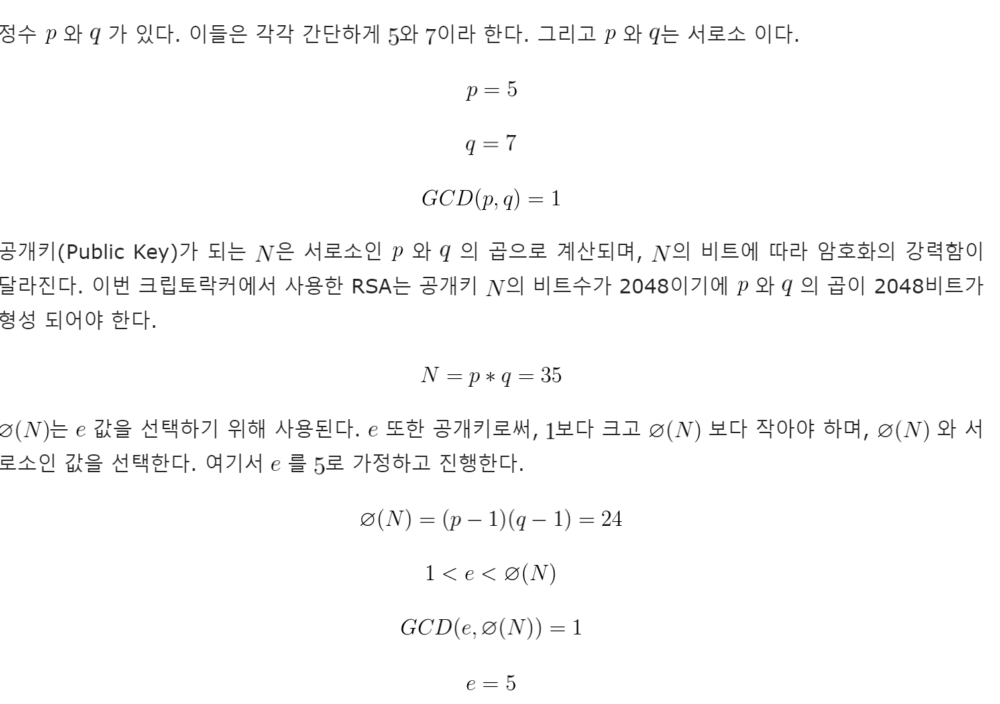 정수 p 와 q 가 있다. 이들은 각각 간단하게 5와 7이라 한다. 그리고 p 와 q는 서로소 이다.
p = 5
q = 7
GCD(p, q) = 1
공개키(Public Key)가 되는 N은 서로소인 p 와 q 의 곱으로 계산되며, N의 비트에 따라 암호화의 강력함이
달라진다. 이번 크립토락커에서 사용한 RSA는 공개키 N의 비트수가 2048이기에 p 와 q 의 곱이 2048비트가
형성 되어야 한다.
N = p * q = 35
∅(N)는 e 값을 선택하기 위해 사용된다. e 또한 공개키로써, 1보다 크고 ∅(N) 보다 작아야 하며, ∅(N) 와 서
로소인 값을 선택한다. 여기서 e 를 5로 가정하고 진행한다.
∅(N) = (p − 1)(q − 1) = 24
1 < e < ∅(N)
GCD(e, ∅(N)) = 1
e = 5